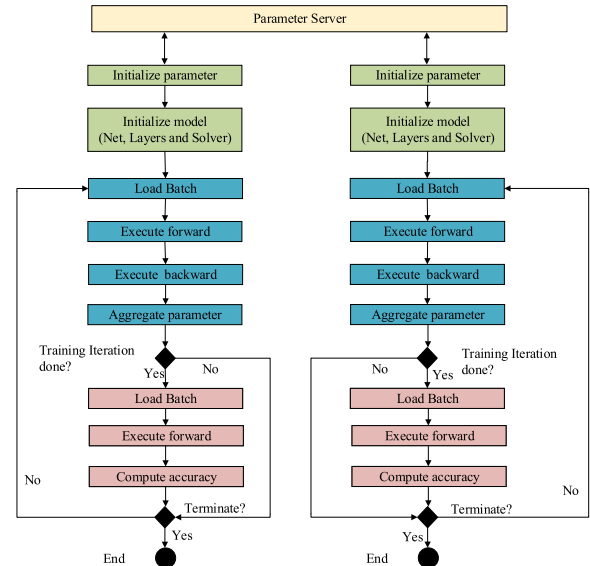 Parameter Server
Initialize parameter
Initialize model
(Net, Layers and Solver)
Load Batch
Execute forward
Execute backward
Aggregate parameter
Training Iteration
done?
No
Yes
Load Batch
Execute forward
Compute accuracy
No
Terminate?
Yes
End
Initialize parameter
Initialize model
(Net, Layers and Solver)
Load Batch
Execute forward
Execute backward
Aggregate parameter
Training Iteration
done?
No
Yes
Load Batch
Execute forward
Compute accuracy
No
Terminate?
Yes
End